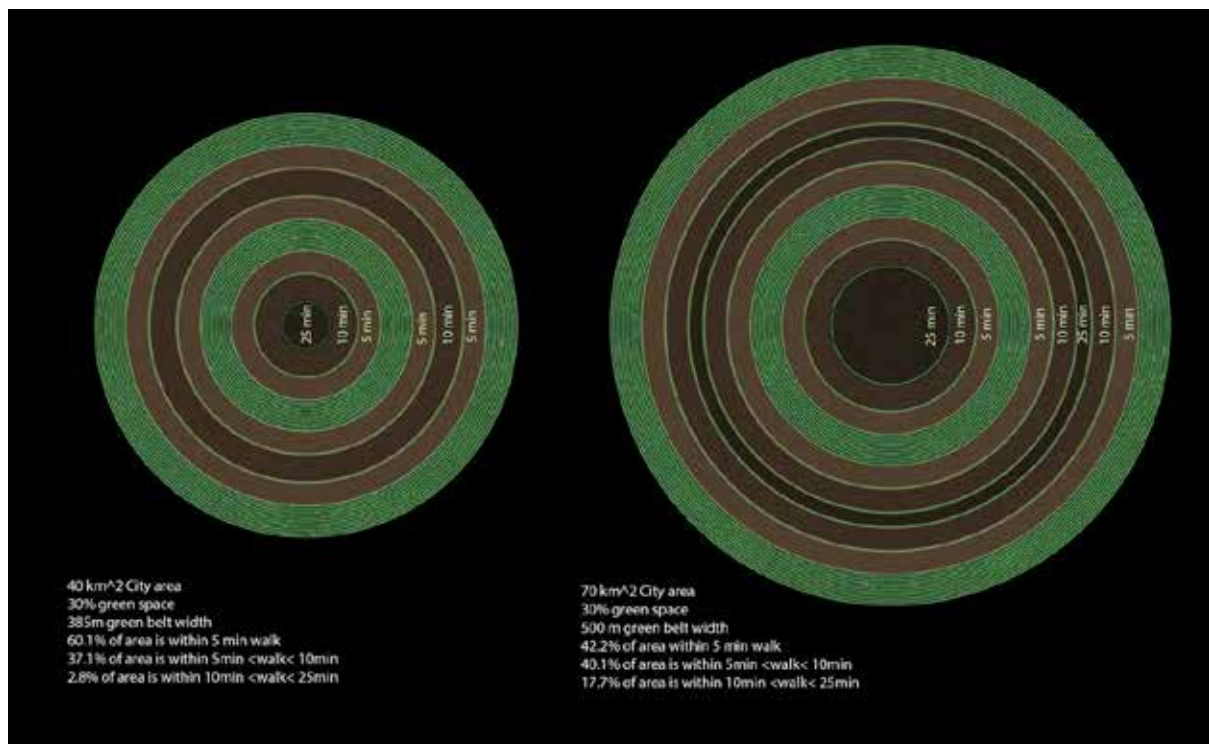 25 min
10 min
5 min
5 min
10 min
5 min
25 min
10 min
5 min
5 min
10 min
25 min
10 min
5 min
40 km^2 City area
30% green space
385m green belt width
60.1% of area is within 5 min walk
37.1% of area is within 5min <walk< 10min
2.8% of area is within 10min <walk< 25min
70 km^2 City area
30% green space
500 m green belt width
42.2% of area within 5 min walk
40.1% of area is within 5min <walk< 10min
17.7% of area is within 10min <walk< 25min